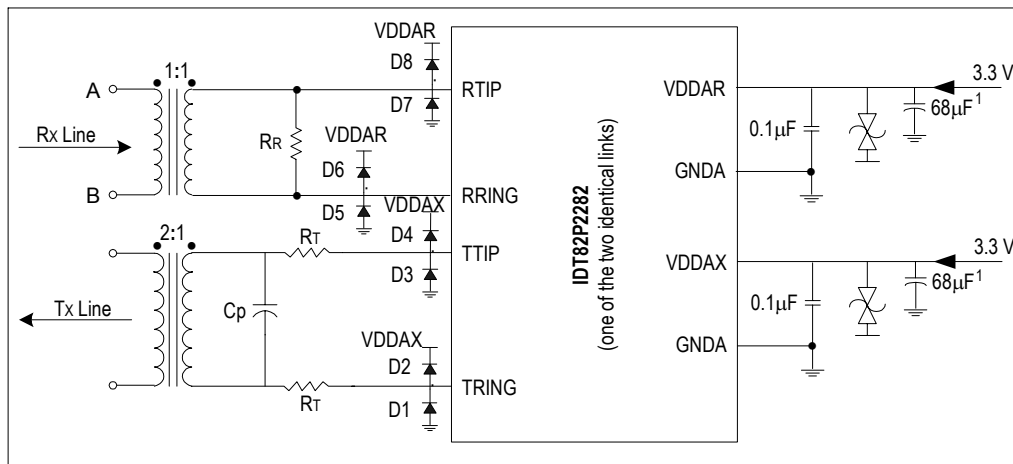 VDDAR
D8
D7
RTIP
1:1
A
Rx Line
B
RR
VDDAR
D6
D5
RRING
VDDAX
D4
D3
TTIP
2:1
RT
Tx Line
Cp
VDDAX
D2
D1
TRING
RT
IDT82P2282
(one of the two identical links)
VDDAR
3.3 V
0.1μF
68μF1
GNDA
VDDAX
3.3 V
0.1μF
68μF1
GNDA